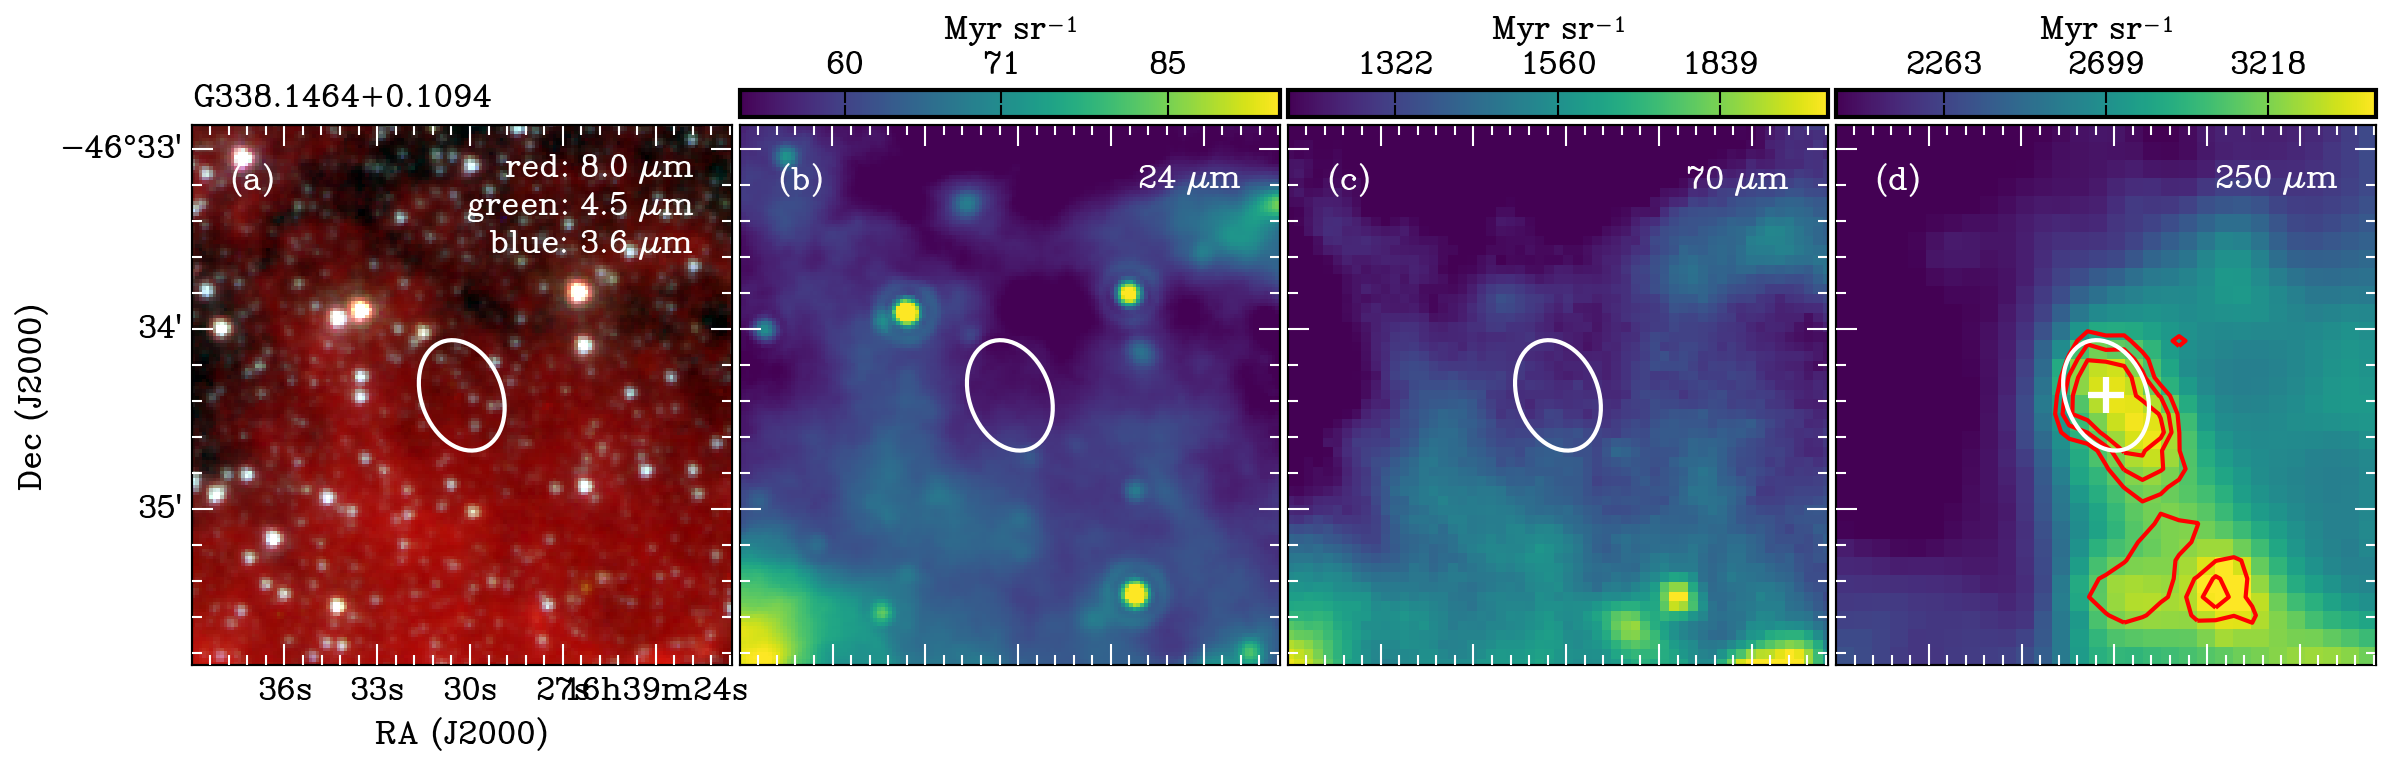 Myr sr⁻¹
Myr sr⁻¹
Myr sr⁻¹
60 71 85
1322 1560 1839
2263 2699 3218
G338.1464+0.1094
(a)
red: 8.0 µm
green: 4.5 µm
blue: 3.6 µm
(b)
24 µm
(c)
70 µm
(d)
250 µm
−46°33'
34'
35'
Dec (J2000)
36s 33s 30s 27s 16h39m24s
RA (J2000)